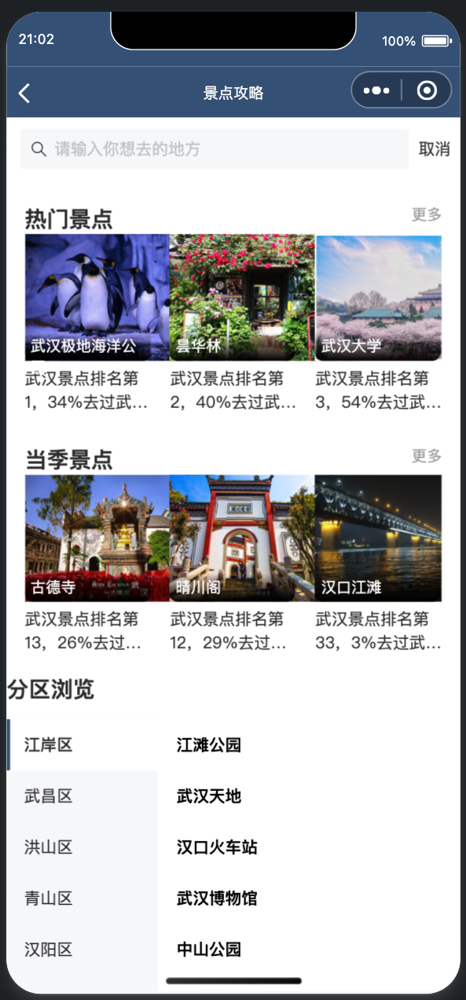 21:02
100%
景点攻略
请输入你想去的地方
取消
热门景点
更多
武汉极地海洋公
昙华林
武汉大学
武汉景点排名第
1，34%去过武...
武汉景点排名第
2，40%去过武...
武汉景点排名第
3，54%去过武...
当季景点
更多
古德寺
晴川阁
汉口江滩
武汉景点排名第
13，26%去过...
武汉景点排名第
12，29%去过...
武汉景点排名第
33，3%去过武...
分区浏览
江岸区
江滩公园
武昌区
武汉天地
洪山区
汉口火车站
青山区
武汉博物馆
汉阳区
中山公园